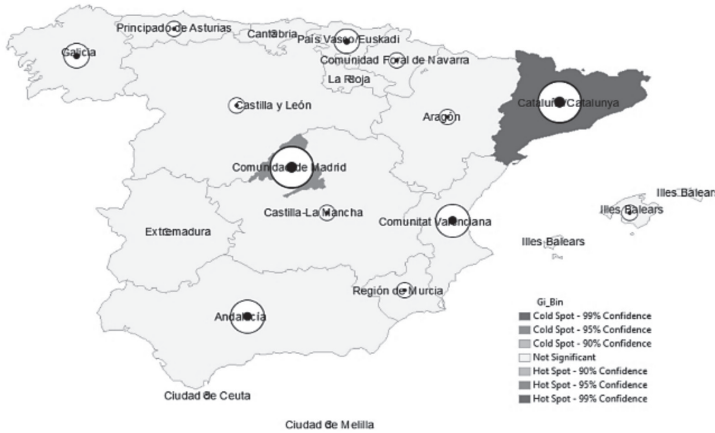 Principado de Asturias
Cantabria
País Vasco/Euskadi
Galicia
Comunidad Foral de Navarra
La Rioja
Castilla y León
Aragón
Cataluña/Catalunya
Comunidad de Madrid
Illes Balears
Illes Balears
Castilla-La Mancha
Comunitat Valenciana
Extremadura
Illes Balears
Región de Murcia
Andalucía
Gi_Bin
Cold Spot - 99% Confidence
Cold Spot - 95% Confidence
Cold Spot - 90% Confidence
Not Significant
Hot Spot - 90% Confidence
Hot Spot - 95% Confidence
Hot Spot - 99% Confidence
Ciudad de Ceuta
Ciudad de Melilla